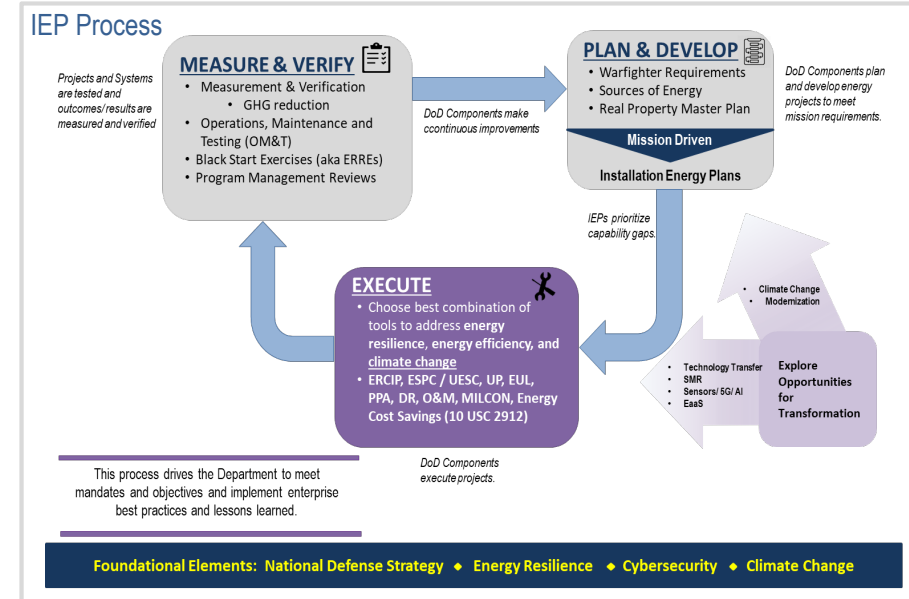 IEP Process
Projects and Systems
are tested and
outcomes/results are
measured and verified
MEASURE & VERIFY
• Measurement & Verification
• GHG reduction
• Operations, Maintenance and
Testing (OM&T)
• Black Start Exercises (aka ERREs)
• Program Management Reviews
DoD Components make
continuous improvements
PLAN & DEVELOP
• Warfighter Requirements
• Sources of Energy
• Real Property Master Plan
Mission Driven
Installation Energy Plans
DoD Components plan
and develop energy
projects to meet
mission requirements.
IEPs prioritize
capability gaps.
EXECUTE
• Choose best combination of
tools to address energy
resilience, energy efficiency, and
climate change
• ERCIP, ESPC / UESC, UP, EUL,
PPA, DR, O&M, MILCON, Energy
Cost Savings (10 USC 2912)
DoD Components
execute projects.
• Climate Change
• Modernization
• Technology Transfer
• SMR
• Sensors/ 5G/ AI
• EaaS
Explore
Opportunities
for
Transformation
This process drives the Department to meet
mandates and objectives and implement enterprise
best practices and lessons learned.
Foundational Elements: National Defense Strategy ◆ Energy Resilience ◆ Cybersecurity ◆ Climate Change